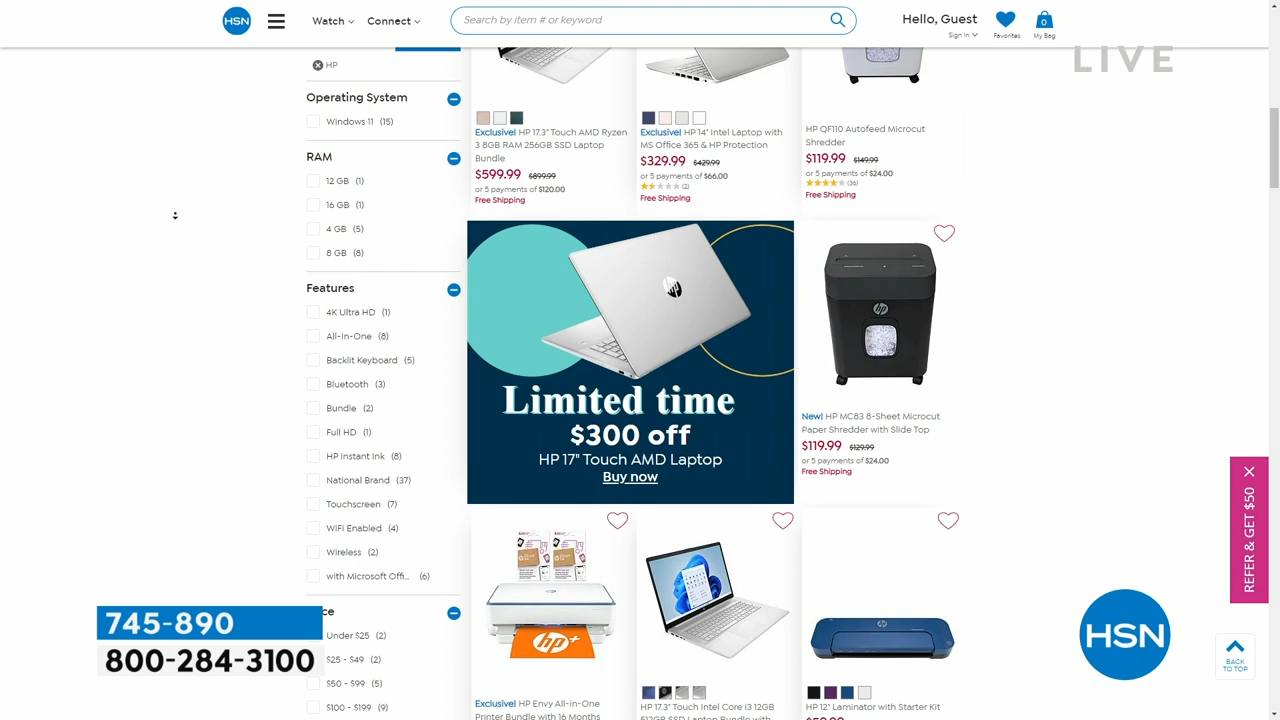 HSN
Watch
Connect
Search by item # or keyword
Hello, Guest
Sign In
Favorites
0
My Bag
LIVE
HP
Operating System
Windows 11 (15)
RAM
12 GB (1)
16 GB (1)
4 GB (5)
8 GB (8)
Features
4K Ultra HD (1)
All-In-One (8)
Backlit Keyboard (5)
Bluetooth (3)
Bundle (2)
Full HD (1)
HP Instant Ink (8)
National Brand (37)
Touchscreen (7)
WiFi Enabled (4)
Wireless (2)
with Microsoft Offi... (6)
ce
Under $25 (2)
$25 - $49 (2)
$50 - $99 (5)
$100 - $199 (9)
Exclusive! HP 17.3" Touch AMD Ryzen
3 8GB RAM 256GB SSD Laptop
Bundle
$599.99 $899.99
or 5 payments of $120.00
Free Shipping
Exclusive! HP 14" Intel Laptop with
MS Office 365 & HP Protection
$329.99 $429.99
or 5 payments of $66.00
(2)
Free Shipping
HP QF110 Autofeed Microcut
Shredder
$119.99 $149.99
or 5 payments of $24.00
(36)
Free Shipping
hp
Limited time
$300 off
HP 17" Touch AMD Laptop
Buy now
hp
New! HP MC83 8-Sheet Microcut
Paper Shredder with Slide Top
$119.99 $129.99
or 5 payments of $24.00
Free Shipping
hp+
Exclusive! HP Envy All-in-One
Printer Bundle with 16 Months
HP 17.3" Touch Intel Core i3 12GB
512GB SSD Laptop Bundle with
hp
HP 12" Laminator with Starter Kit
REFER & GET $50
745-890
800-284-3100
HSN
BACK
TO TOP